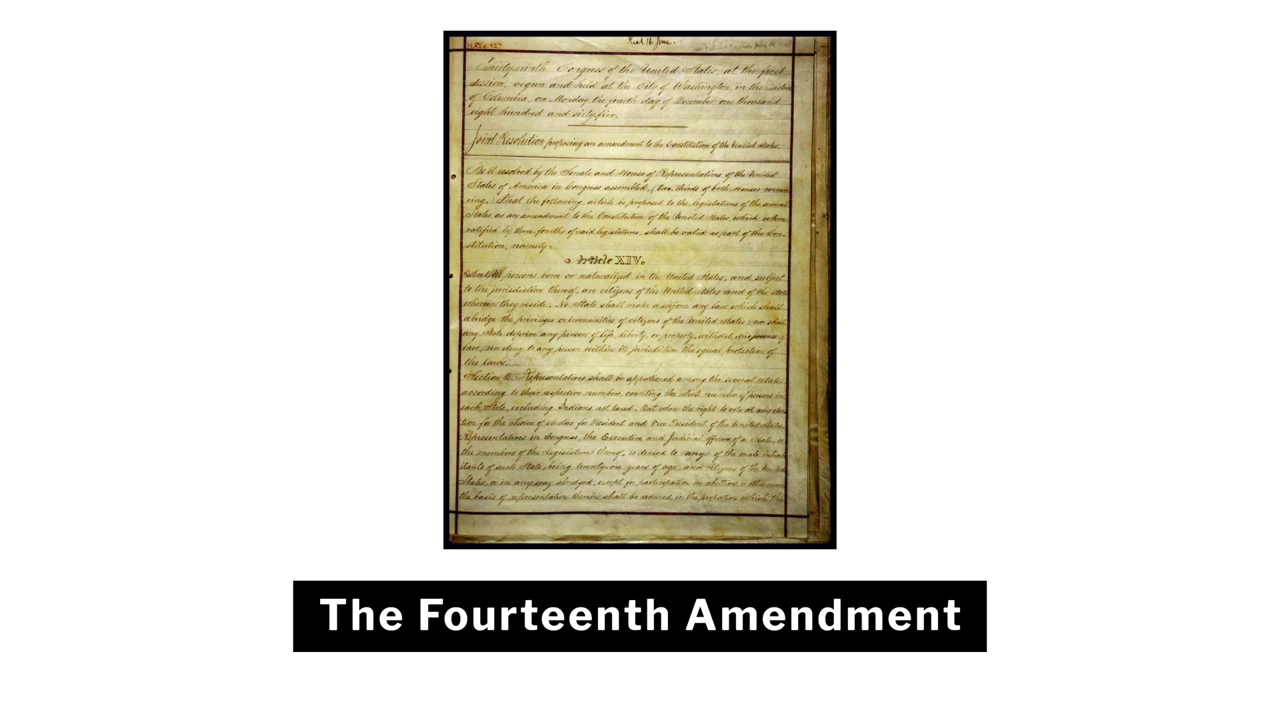 Thirty-ninth Congress of the United States, at the first
session, begun and held at the City of Washington, in the
of Columbia, on Monday the fourth day of December one thousand
eight hundred and sixty-five.
Joint Resolution proposing an amendment to the Constitution of the United States.
Be it resolved by the Senate and House of Representatives of the United
States of America in Congress assembled, (two-thirds of both Houses concur-
ring,) That the following article be proposed to the legislatures of the several
States as an amendment to the Constitution of the United States, which, when
ratified by three-fourths of said legislatures, shall be valid as part of the Con-
stitution, namely:
Article XIV.
All persons born or naturalized in the United States, and subject
to the jurisdiction thereof, are citizens of the United States and of the State
wherein they reside. No State shall make or enforce any law which shall
abridge the privileges or immunities of citizens of the United States; nor shall
any State deprive any person of life, liberty, or property, without due process of
law, nor deny to any person within its jurisdiction the equal protection of
the laws.
Section 2. Representatives shall be apportioned among the several States
according to their respective numbers, counting the whole number of persons in
each State, excluding Indians not taxed. But when the right to vote at any elec-
tion for the choice of electors for President and Vice President of the United States,
Representatives in Congress, the Executive and Judicial officers of a State, or
the members of the Legislature thereof, is denied to any of the male inhab-
itants of such State, being twenty-one years of age, and citizens of the United
States, or in any way abridged, except for participation in rebellion, or other crime,
the basis of representation therein shall be reduced in the proportion which the
The Fourteenth Amendment